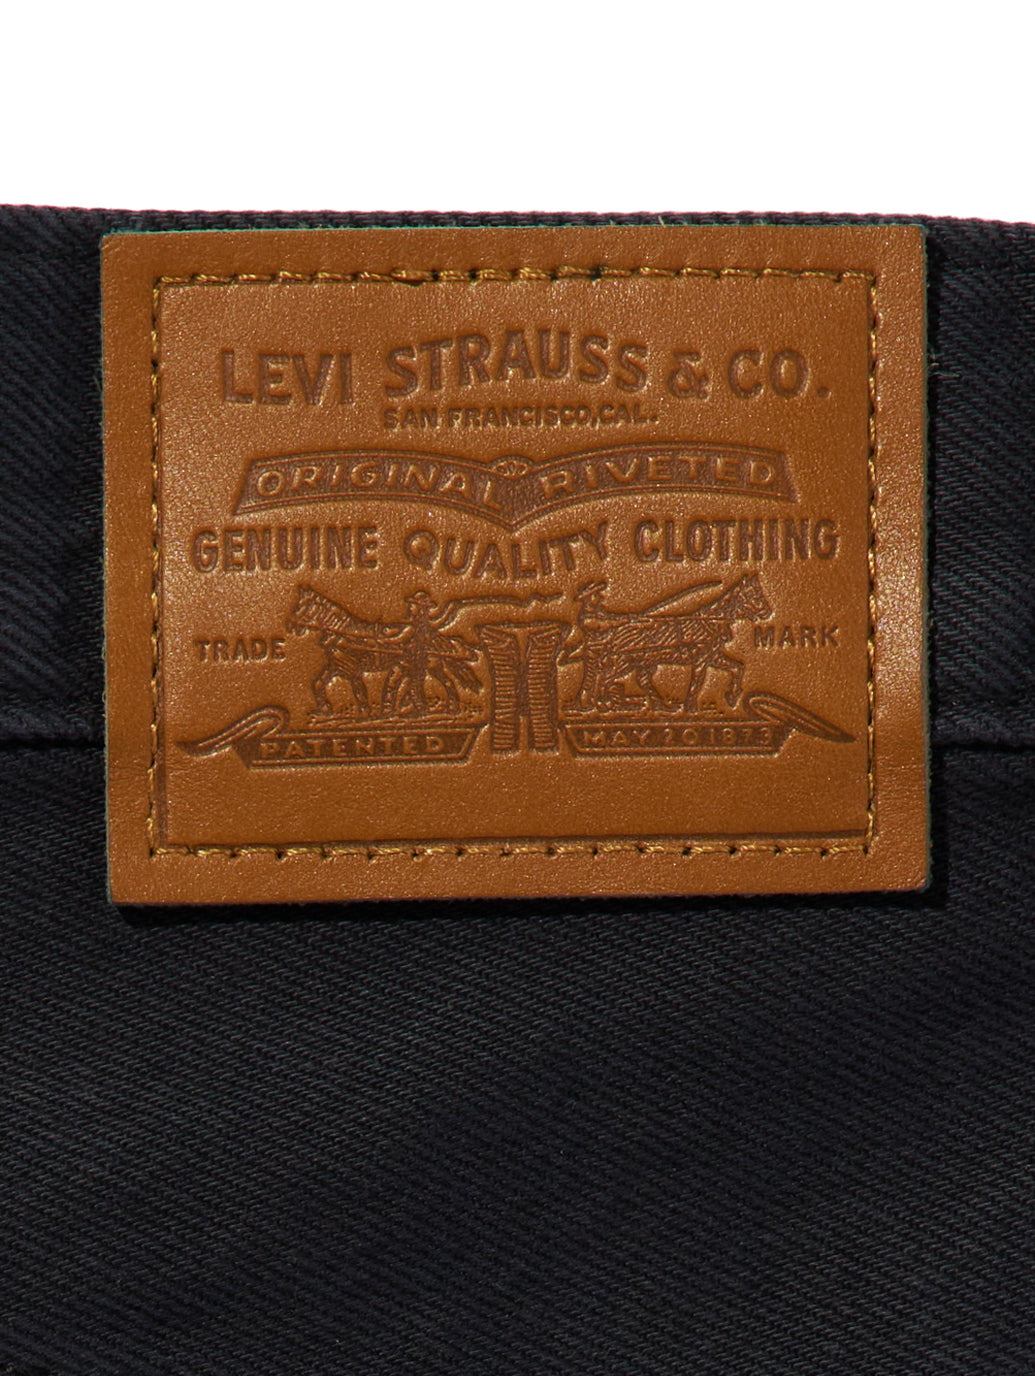 LEVI STRAUSS & CO.
SAN FRANCISCO, CAL.
ORIGINAL RIVETED
GENUINE QUALITY CLOTHING
TRADE MARK
PATENTED MAY 20 1873